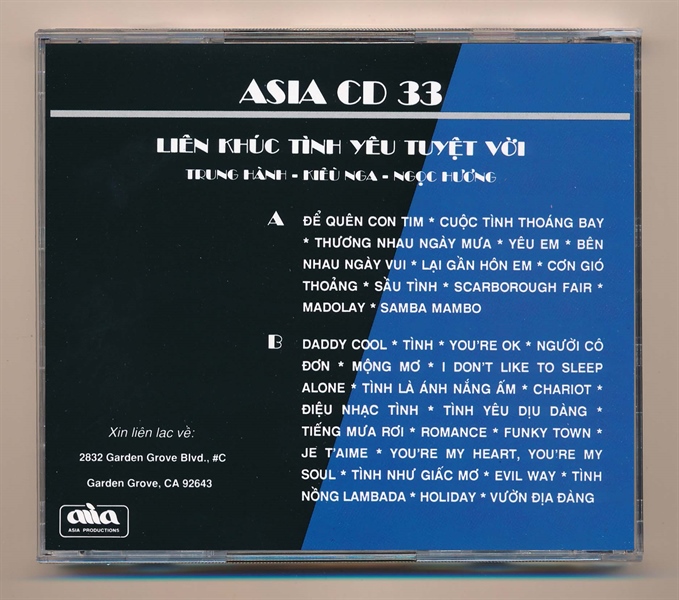 ASIA CD 33
LIÊN KHÚC TÌNH YÊU TUYỆT VỜI
TRUNG HÀNH - KIỀU NGA - NGỌC HƯƠNG
A ĐỂ QUÊN CON TIM * CUỘC TÌNH THOÁNG BAY
* THƯƠNG NHAU NGÀY MƯA * YÊU EM * BÊN
NHAU NGÀY VUI * LẠI GẦN HÔN EM * CƠN GIÓ
THOẢNG * SẦU TÌNH * SCARBOROUGH FAIR *
MADOLAY * SAMBA MAMBO
B DADDY COOL * TÌNH * YOU'RE OK * NGƯỜI CÔ
ĐƠN * MỘNG MƠ * I DON'T LIKE TO SLEEP
ALONE * TÌNH LÀ ÁNH NẮNG ẤM * CHARIOT *
ĐIỆU NHẠC TÌNH * TÌNH YÊU DỊU DÀNG *
TIẾNG MƯA RƠI * ROMANCE * FUNKY TOWN *
JE T'AIME * YOU'RE MY HEART, YOU'RE MY
SOUL * TÌNH NHƯ GIẤC MƠ * EVIL WAY * TÌNH
NỒNG LAMBADA * HOLIDAY * VƯỜN ĐỊA ĐÀNG
Xin liên lạc về:
2832 Garden Grove Blvd., #C
Garden Grove, CA 92643
asia
ASIA PRODUCTIONS